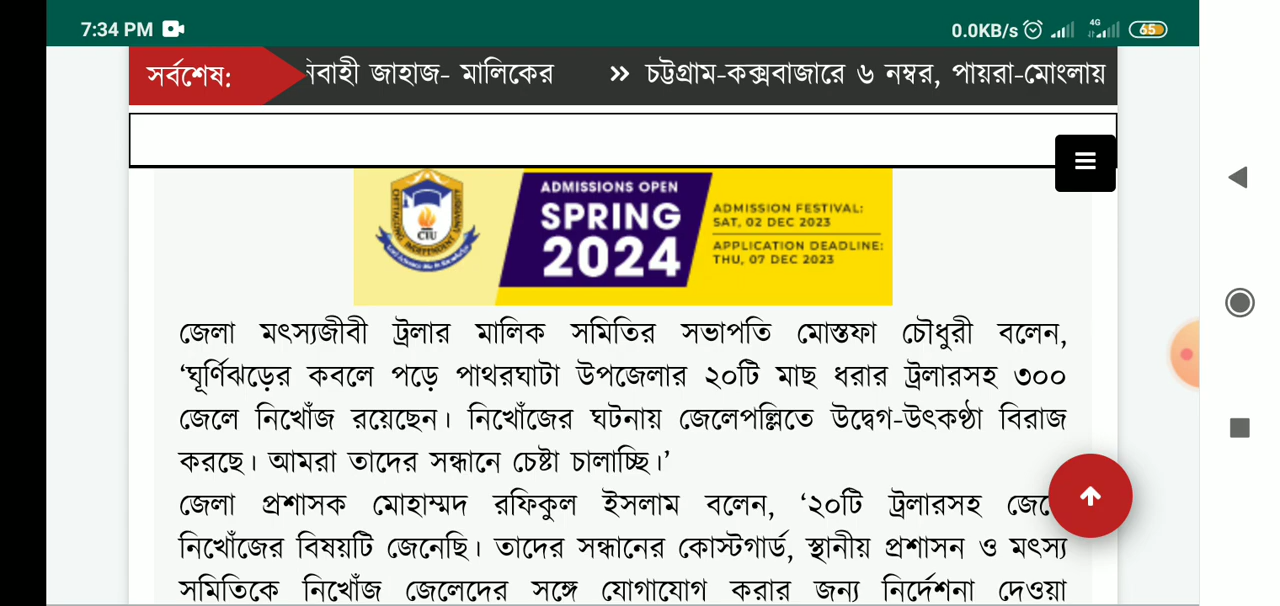 7:34 PM
0.0KB/s
4G
65
সর্বশেষ:
জাহাজ- মালিকের
>> চট্টগ্রাম-কক্সবাজারে ৬ নম্বর, পায়রা-মোংলায়
CHITTAGONG INDEPENDENT UNIVERSITY
CIU
ADMISSIONS OPEN
SPRING
2024
ADMISSION FESTIVAL:
SAT, 02 DEC 2023
APPLICATION DEADLINE:
THU, 07 DEC 2023
জেলা মৎস্যজীবী ট্রলার মালিক সমিতির সভাপতি মোস্তফা চৌধুরী বলেন,
‘ঘূর্ণিঝড়ের কবলে পড়ে পাথরঘাটা উপজেলার ২০টি মাছ ধরার ট্রলারসহ ৩০০
জেলে নিখোঁজ রয়েছেন। নিখোঁজের ঘটনায় জেলেপল্লিতে উদ্বেগ-উৎকণ্ঠা বিরাজ
করছে। আমরা তাদের সন্ধানে চেষ্টা চালাচ্ছি।’
জেলা প্রশাসক মোহাম্মদ রফিকুল ইসলাম বলেন, ‘২০টি ট্রলারসহ
নিখোঁজের বিষয়টি জেনেছি। তাদের সন্ধানের কোস্টগার্ড, স্থানীয় প্রশাসন ও মৎস্য
সমিতিকে নিখোঁজ জেলেদের সঙ্গে যোগাযোগ করার জন্য নির্দেশনা দেওয়া